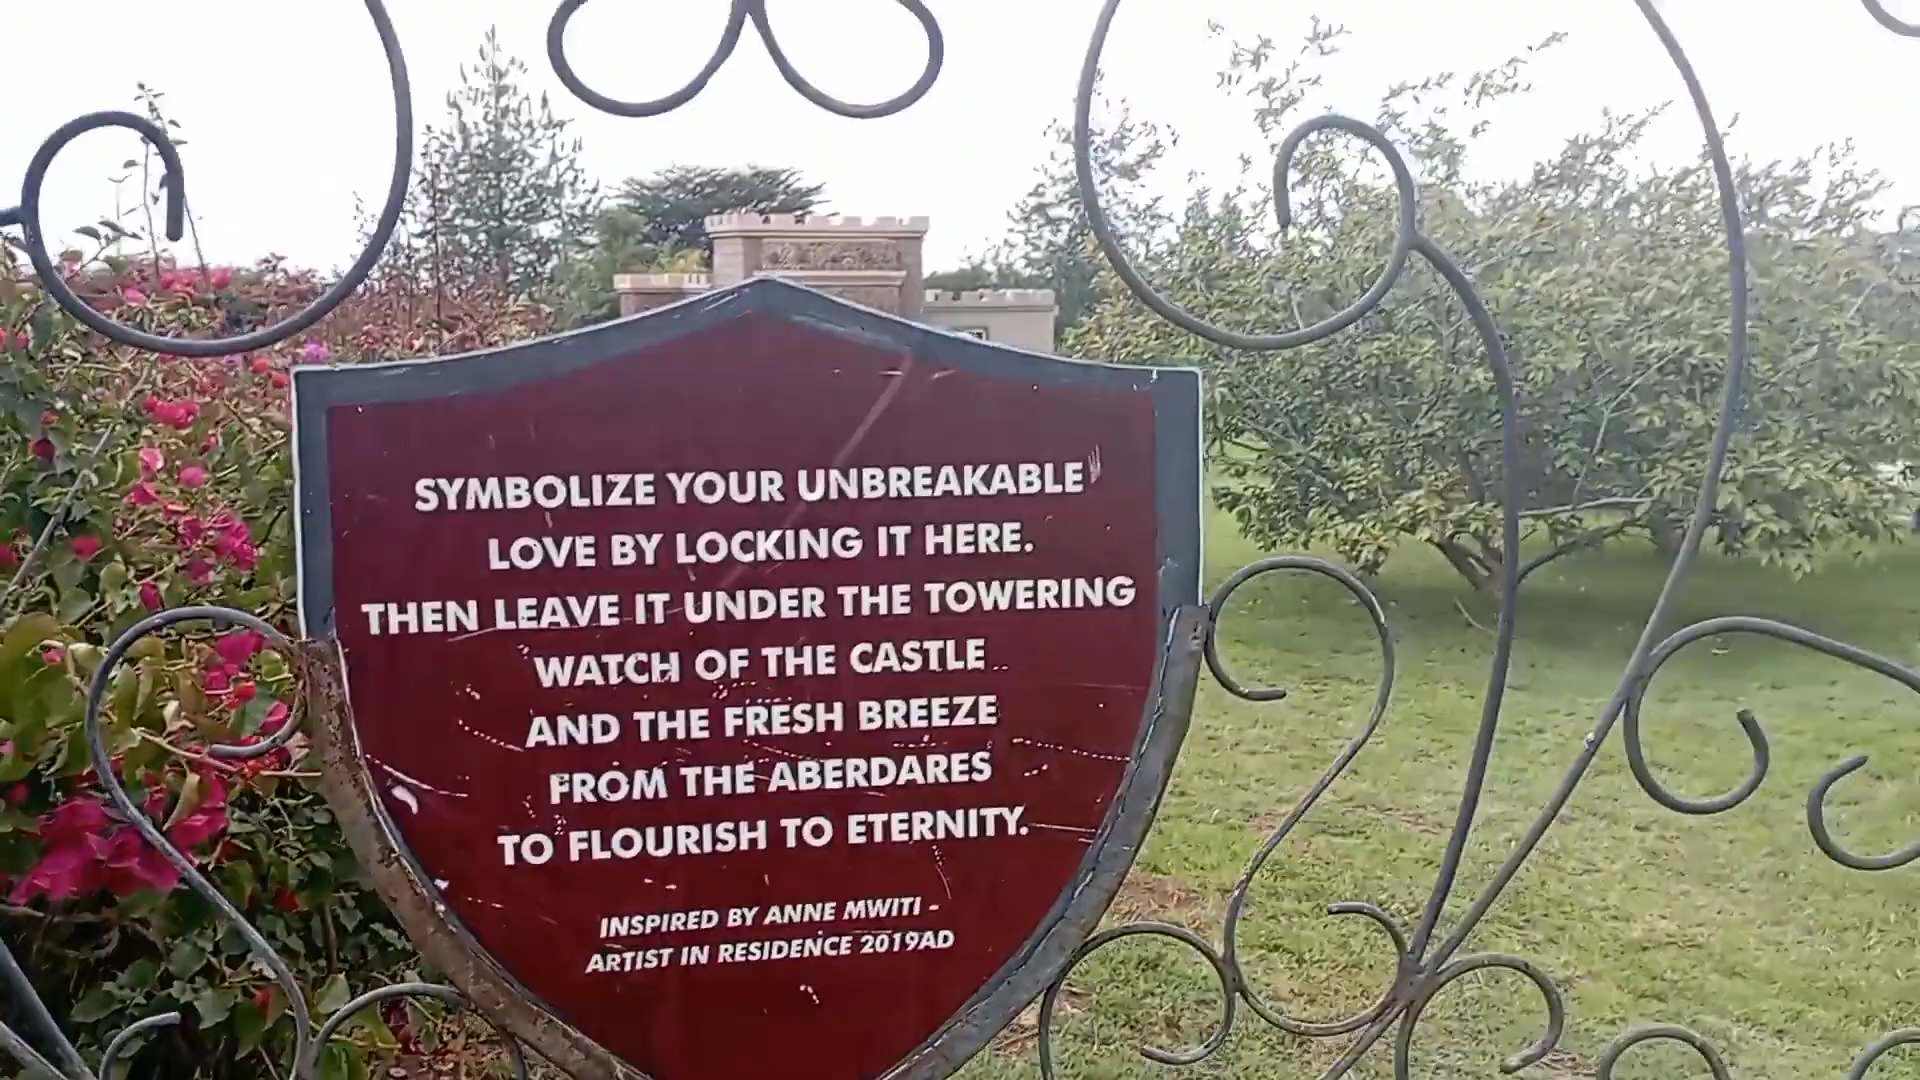 SYMBOLIZE YOUR UNBREAKABLE
LOVE BY LOCKING IT HERE.
THEN LEAVE IT UNDER THE TOWERING
WATCH OF THE CASTLE
AND THE FRESH BREEZE
FROM THE ABERDARES
TO FLOURISH TO ETERNITY.
INSPIRED BY ANNE MWITI -
ARTIST IN RESIDENCE 2019AD